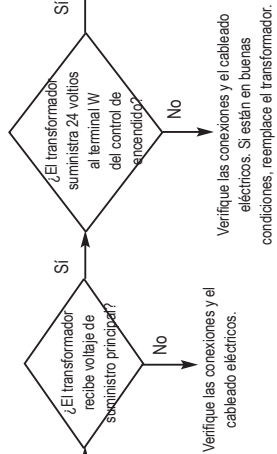 ¿El transformador
recibe voltaje de
suministro principal?
Sí
No
Verifique las conexiones y el
cableado eléctricos.
¿El transformador
suministra 24 voltios
al terminal W
del control de
encendido?
Sí
No
Verifique las conexiones y el cableado
eléctricos. Si están en buenas
condiciones, reemplace el transformador.